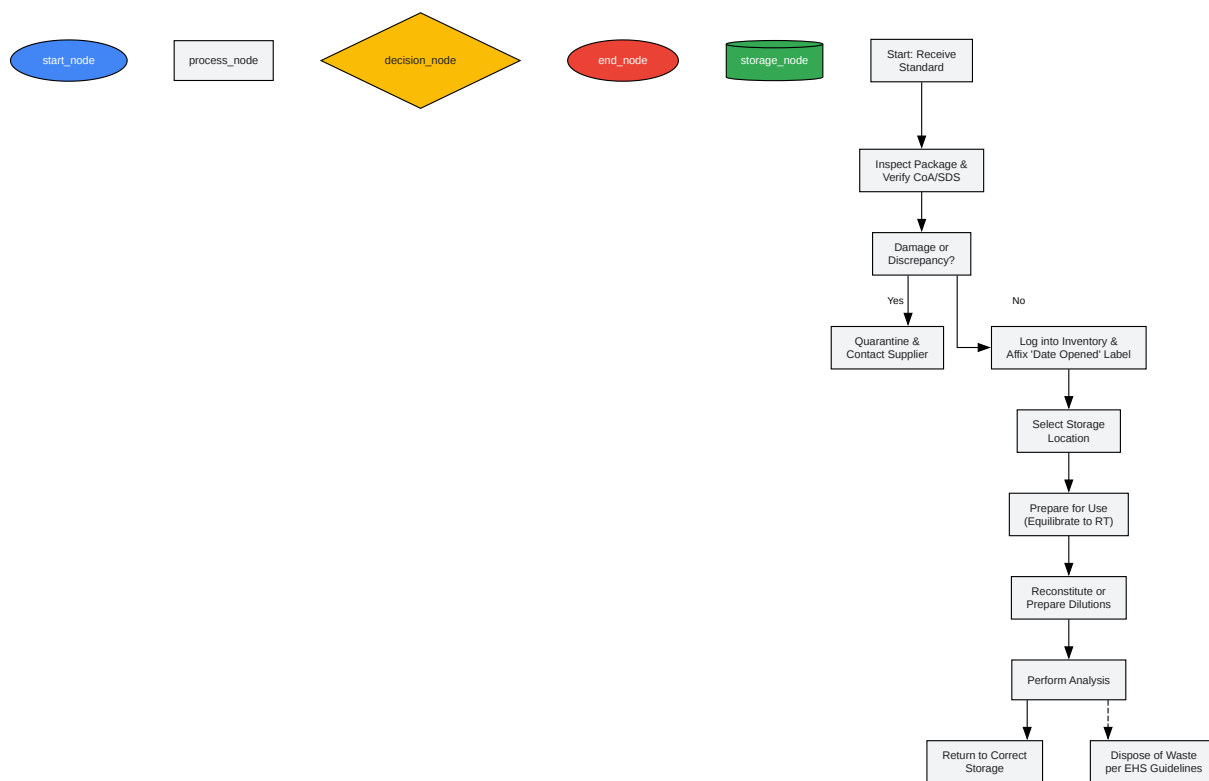 start_node
process_node
decision_node
end_node
storage_node
Start: Receive
Standard
Inspect Package &
Verify CoA/SDS
Damage or
Discrepancy?
Yes
No
Quarantine &
Contact Supplier
Log into Inventory &
Affix 'Date Opened' Label
Select Storage
Location
Prepare for Use
(Equilibrate to RT)
Reconstitute or
Prepare Dilutions
Perform Analysis
Return to Correct
Storage
Dispose of Waste
per EHS Guidelines